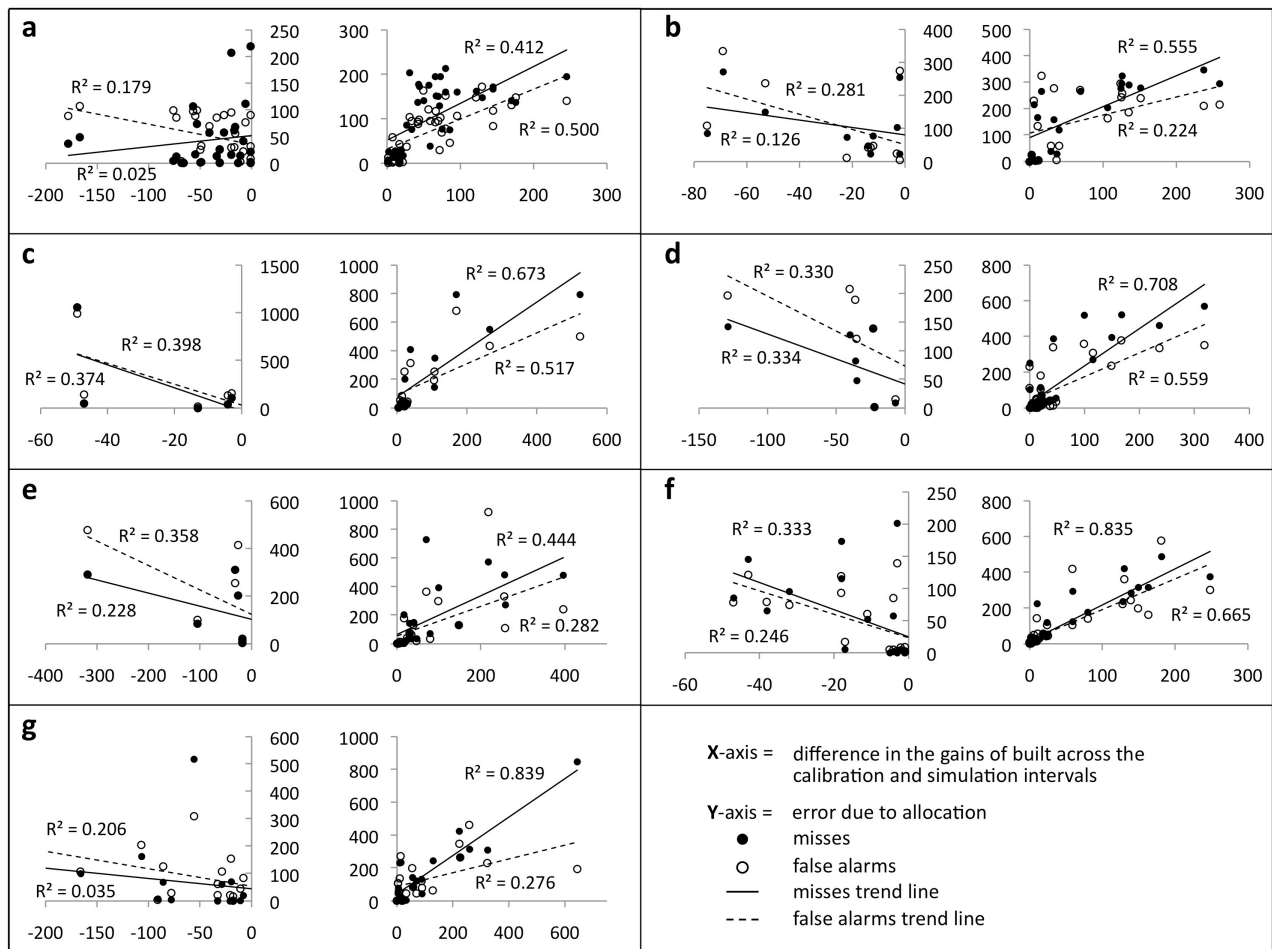 a
250
200
150
100
50
0
-200 -150 -100 -50 0
R² = 0.179
R² = 0.025
300
200
100
0
0 100 200 300
R² = 0.412
R² = 0.500
b
400
300
200
100
0
-80 -60 -40 -20 0
R² = 0.281
R² = 0.126
500
400
300
200
100
0
0 100 200 300
R² = 0.555
R² = 0.224
c
1500
1000
500
0
-60 -40 -20 0
R² = 0.398
R² = 0.374
1000
800
600
400
200
0
0 200 400 600
R² = 0.673
R² = 0.517
d
250
200
150
100
50
0
-150 -100 -50 0
R² = 0.330
R² = 0.334
800
600
400
200
0
0 100 200 300 400
R² = 0.708
R² = 0.559
e
600
400
200
0
-400 -300 -200 -100 0
R² = 0.358
R² = 0.228
1000
800
600
400
200
0
0 200 400 600
R² = 0.444
R² = 0.282
f
250
200
150
100
50
0
-60 -40 -20 0
R² = 0.333
R² = 0.246
800
600
400
200
0
0 100 200 300
R² = 0.835
R² = 0.665
g
600
500
400
300
200
100
0
-200 -150 -100 -50 0
R² = 0.206
R² = 0.035
1000
800
600
400
200
0
0 200 400 600
R² = 0.839
R² = 0.276
X-axis = difference in the gains of built across the
calibration and simulation intervals
Y-axis = error due to allocation
misses
false alarms
misses trend line
false alarms trend line